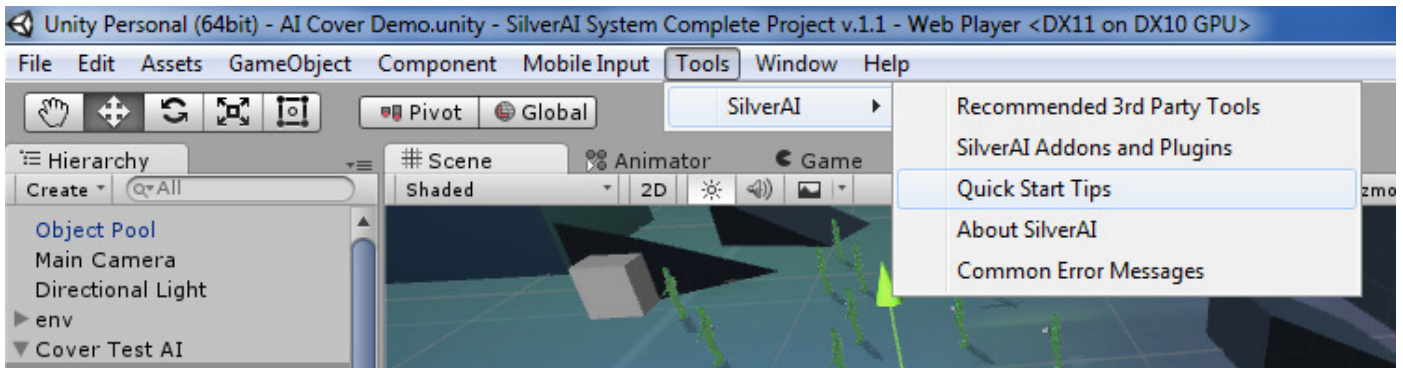 Unity Personal (64bit) - AI Cover Demo.unity - SilverAI System Complete Project v.1.1 - Web Player <DX11 on DX10 GPU>
File Edit Assets GameObject Component Mobile Input Tools Window Help
Pivot Global
SilverAI
Recommended 3rd Party Tools
SilverAI Addons and Plugins
Quick Start Tips
About SilverAI
Common Error Messages
Hierarchy
Create All
Object Pool
Main Camera
Directional Light
env
Cover Test AI
# Scene Animator Game
Shaded 2D